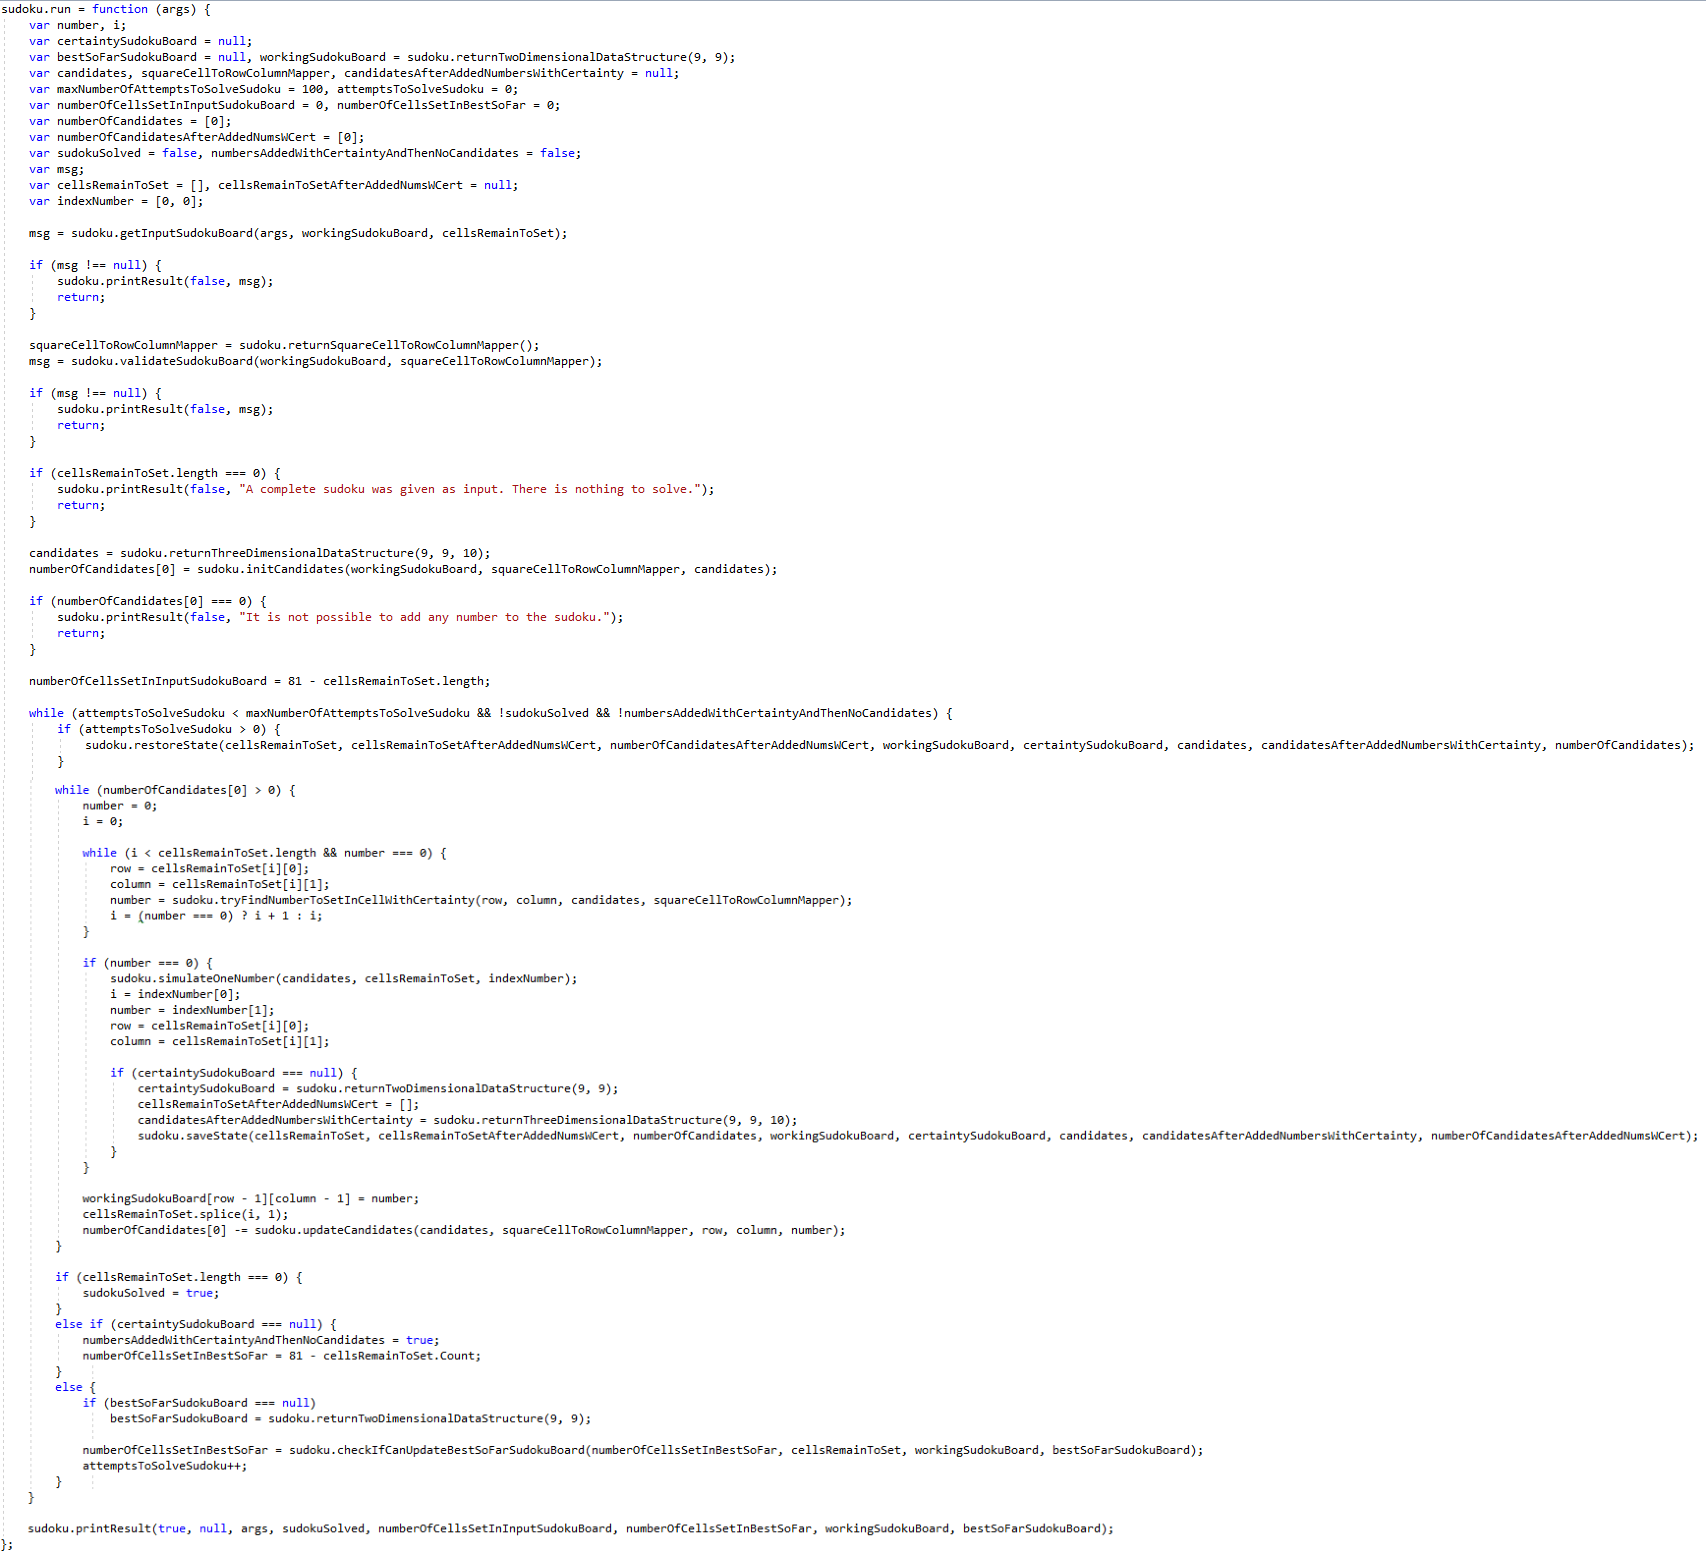 sudoku.run = function (args) {
var number, i;
var certaintySudokuBoard = null;
var bestSoFarSudokuBoard = null, workingSudokuBoard = sudoku.returnTwoDimensionalDataStructure(9, 9);
var candidates, squareCellToRowColumnMapper, candidatesAfterAddedNumbersWithCertainty = null;
var maxNumberOfAttemptsToSolveSudoku = 100, attemptsToSolveSudoku = 0;
var numberOfCellsSetInInputSudokuBoard = 0, numberOfCellsSetInBestSoFar = 0;
var numberOfCandidates = [0];
var numberOfCandidatesAfterAddedNumsWCert = [0];
var sudokuSolved = false, numbersAddedWithCertaintyAndThenNoCandidates = false;
var msg;
var cellsRemainToSet = [], cellsRemainToSetAfterAddedNumsWCert = null;
var indexNumber = [0, 0];
msg = sudoku.getInputSudokuBoard(args, workingSudokuBoard, cellsRemainToSet);
if (msg !== null) {
sudoku.printResult(false, msg);
return;
}
squareCellToRowColumnMapper = sudoku.returnSquareCellToRowColumnMapper();
msg = sudoku.validateSudokuBoard(workingSudokuBoard, squareCellToRowColumnMapper);
if (msg !== null) {
sudoku.printResult(false, msg);
return;
}
if (cellsRemainToSet.length === 0) {
sudoku.printResult(false, "A complete sudoku was given as input. There is nothing to solve.");
return;
}
candidates = sudoku.returnThreeDimensionalDataStructure(9, 9, 10);
numberOfCandidates[0] = sudoku.initCandidates(workingSudokuBoard, squareCellToRowColumnMapper, candidates);
if (numberOfCandidates[0] === 0) {
sudoku.printResult(false, "It is not possible to add any number to the sudoku.");
return;
}
numberOfCellsSetInInputSudokuBoard = 81 - cellsRemainToSet.length;
while (attemptsToSolveSudoku < maxNumberOfAttemptsToSolveSudoku && !sudokuSolved && !numbersAddedWithCertaintyAndThenNoCandidates) {
if (attemptsToSolveSudoku > 0) {
sudoku.restoreState(cellsRemainToSet, cellsRemainToSetAfterAddedNumsWCert, numberOfCandidatesAfterAddedNumsWCert, workingSudokuBoard, certaintySudokuBoard, candidates, candidatesAfterAddedNumbersWithCertainty, numberOfCandidates);
}
while (numberOfCandidates[0] > 0) {
number = 0;
i = 0;
while (i < cellsRemainToSet.length && number === 0) {
row = cellsRemainToSet[i][0];
column = cellsRemainToSet[i][1];
number = sudoku.tryFindNumberToSetInCellWithCertainty(row, column, candidates, squareCellToRowColumnMapper);
i = (number === 0) ? i + 1 : i;
}
if (number === 0) {
sudoku.simulateOneNumber(candidates, cellsRemainToSet, indexNumber);
i = indexNumber[0];
number = indexNumber[1];
row = cellsRemainToSet[i][0];
column = cellsRemainToSet[i][1];
if (certaintySudokuBoard === null) {
certaintySudokuBoard = sudoku.returnTwoDimensionalDataStructure(9, 9);
cellsRemainToSetAfterAddedNumsWCert = [];
candidatesAfterAddedNumbersWithCertainty = sudoku.returnThreeDimensionalDataStructure(9, 9, 10);
sudoku.saveState(cellsRemainToSet, cellsRemainToSetAfterAddedNumsWCert, numberOfCandidates, workingSudokuBoard, certaintySudokuBoard, candidates, candidatesAfterAddedNumbersWithCertainty, numberOfCandidatesAfterAddedNumsWCert);
}
}
workingSudokuBoard[row - 1][column - 1] = number;
cellsRemainToSet.splice(i, 1);
numberOfCandidates[0] -= sudoku.updateCandidates(candidates, squareCellToRowColumnMapper, row, column, number);
}
if (cellsRemainToSet.length === 0) {
sudokuSolved = true;
}
else if (certaintySudokuBoard === null) {
numbersAddedWithCertaintyAndThenNoCandidates = true;
numberOfCellsSetInBestSoFar = 81 - cellsRemainToSet.Count;
}
else {
if (bestSoFarSudokuBoard === null)
bestSoFarSudokuBoard = sudoku.returnTwoDimensionalDataStructure(9, 9);
numberOfCellsSetInBestSoFar = sudoku.checkIfCanUpdateBestSoFarSudokuBoard(numberOfCellsSetInBestSoFar, cellsRemainToSet, workingSudokuBoard, bestSoFarSudokuBoard);
attemptsToSolveSudoku++;
}
}
sudoku.printResult(true, null, args, sudokuSolved, numberOfCellsSetInInputSudokuBoard, numberOfCellsSetInBestSoFar, workingSudokuBoard, bestSoFarSudokuBoard);
};